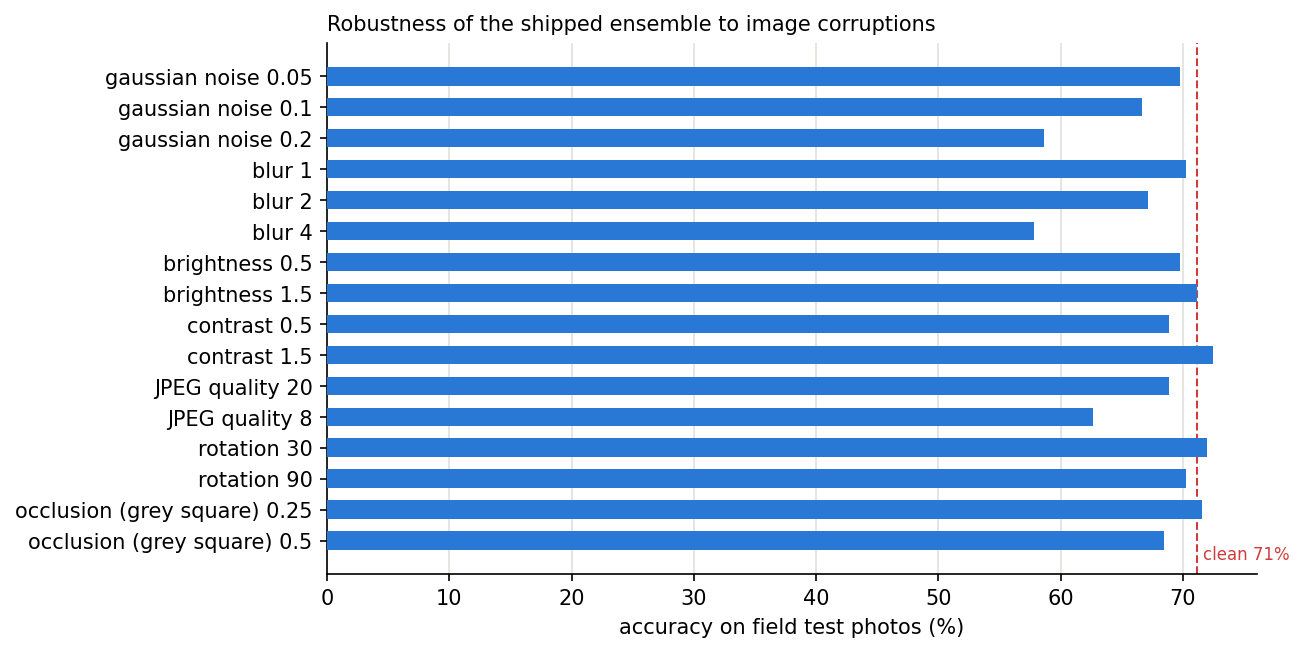 Robustness of the shipped ensemble to image corruptions
gaussian noise 0.05
gaussian noise 0.1
gaussian noise 0.2
blur 1
blur 2
blur 4
brightness 0.5
brightness 1.5
contrast 0.5
contrast 1.5
JPEG quality 20
JPEG quality 8
rotation 30
rotation 90
occlusion (grey square) 0.25
occlusion (grey square) 0.5
clean 71%
0 10 20 30 40 50 60 70
accuracy on field test photos (%)